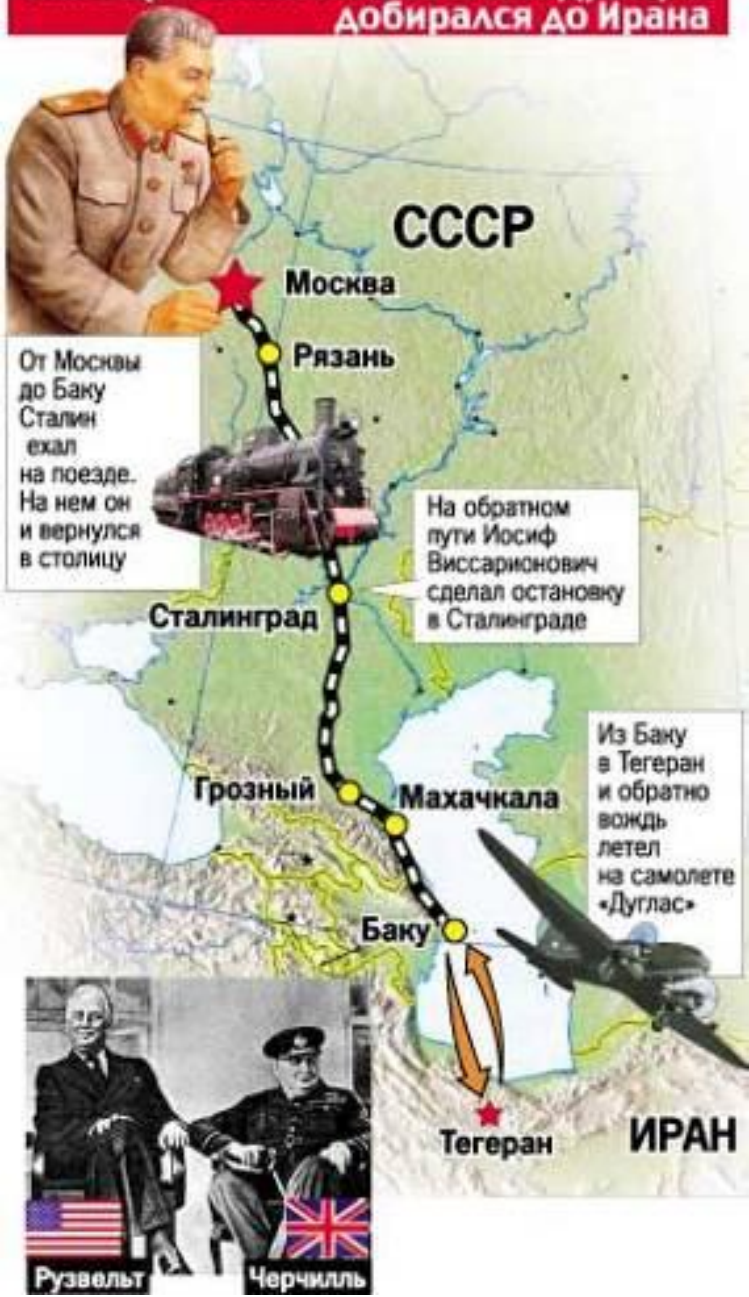 добирался до Ирана
СССР
Москва
Рязань
От Москвы
до Баку
Сталин
ехал
на поезде.
На нем он
и вернулся
в столицу
На обратном
пути Иосиф
Виссарионович
сделал остановку
в Сталинграде
Сталинград
Из Баку
в Тегеран
и обратно
вождь
летел
на самолете
«Дуглас»
Грозный
Махачкала
Баку
Тегеран
ИРАН
Рузвельт
Черчилль